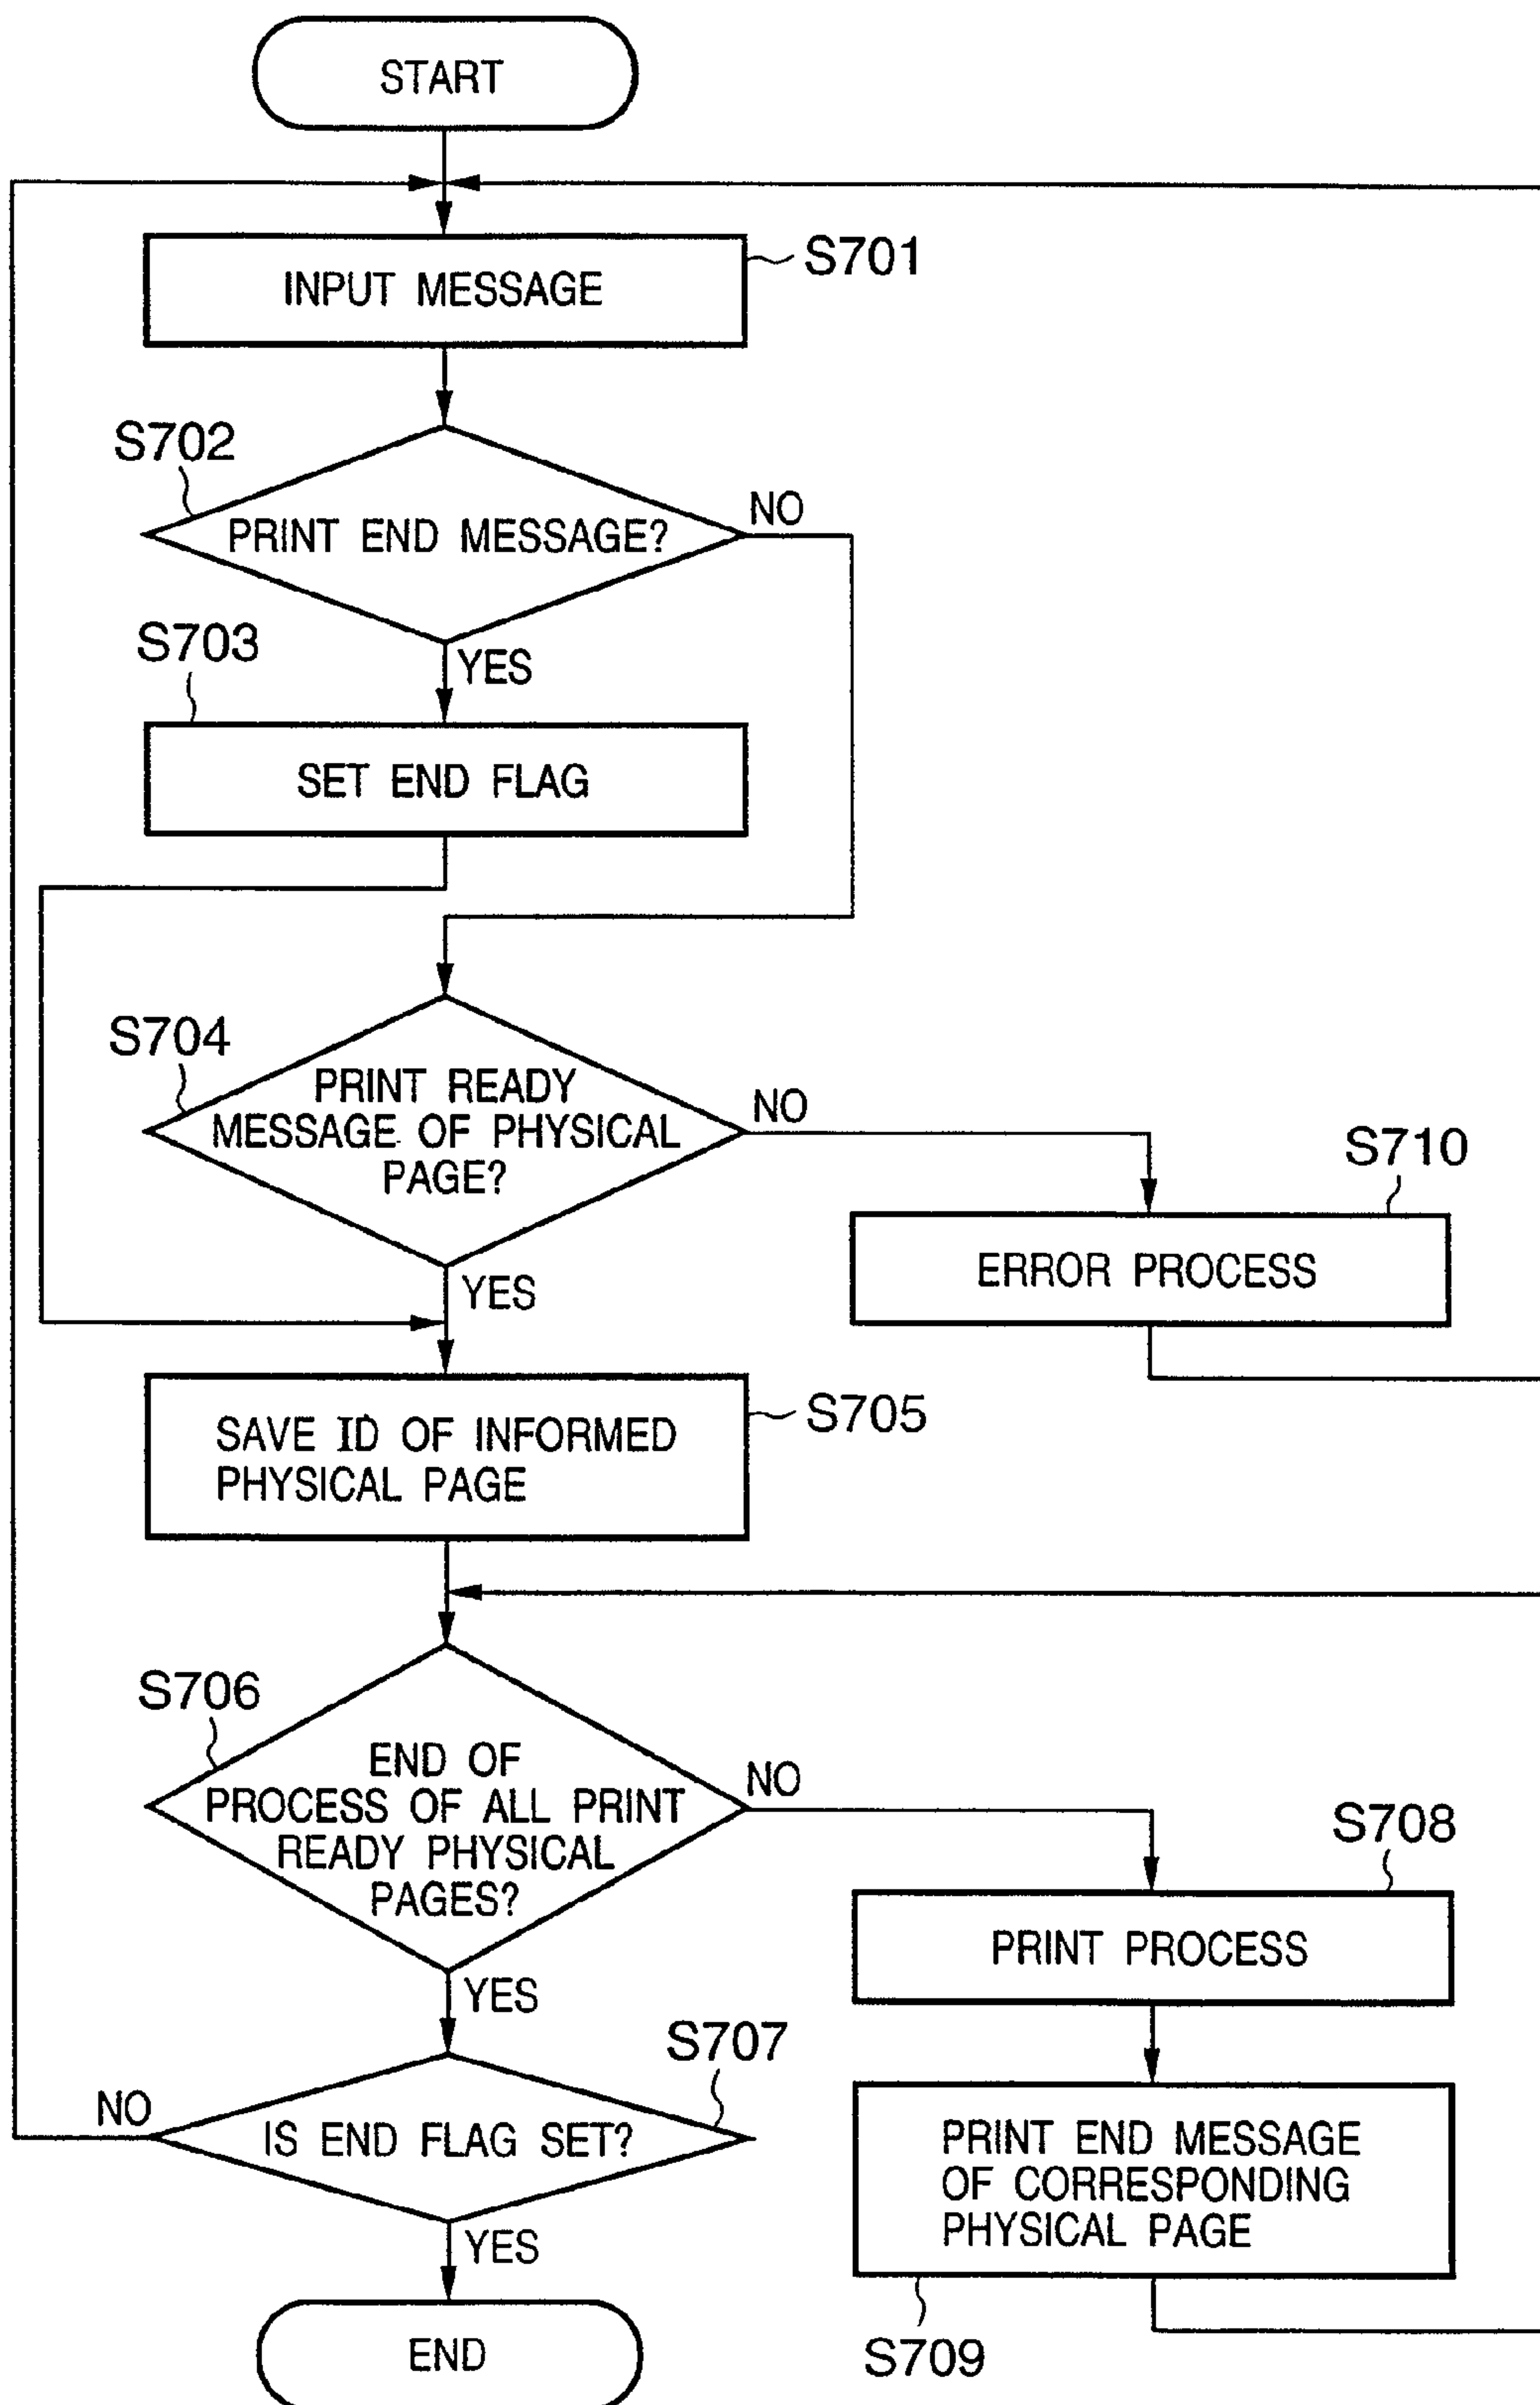 START
INPUT MESSAGE
S701
S702
PRINT END MESSAGE?
NO
S703
YES
SET END FLAG
S704
PRINT READY
MESSAGE OF PHYSICAL
PAGE?
NO
S710
ERROR PROCESS
YES
SAVE ID OF INFORMED
PHYSICAL PAGE
S705
S706
END OF
PROCESS OF ALL PRINT
READY PHYSICAL
PAGES?
NO
S708
PRINT PROCESS
YES
S707
NO
IS END FLAG SET?
PRINT END MESSAGE
OF CORRESPONDING
PHYSICAL PAGE
YES
S709
END